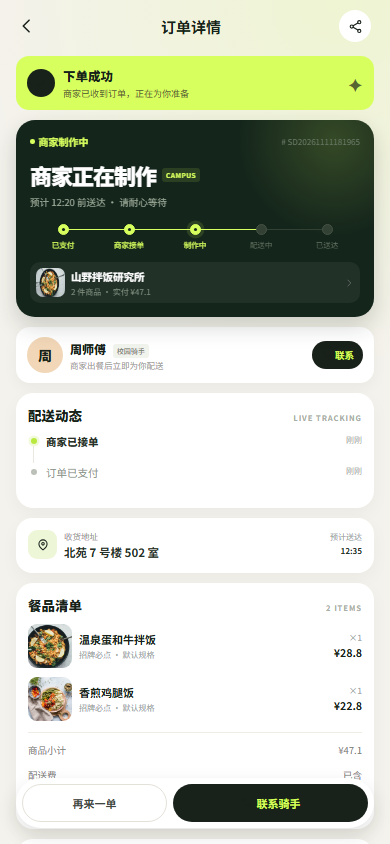 订单详情
下单成功
商家已收到订单，正在为你准备
商家制作中
# SD20261111181965
商家正在制作 CAMPUS
预计 12:20 前送达 · 请耐心等待
已支付 商家接单 制作中 配送中 已送达
山野拌饭研究所
2 件商品 · 实付 ¥47.1
周 周师傅 校园骑手
商家出餐后立即为你配送
联系
配送动态 LIVE TRACKING
商家已接单 刚刚
订单已支付 刚刚
收货地址 预计送达
北苑 7 号楼 502 室 12:35
餐品清单 2 ITEMS
温泉蛋和牛拌饭 ×1
招牌必点 · 默认规格 ¥28.8
香煎鸡腿饭 ×1
招牌必点 · 默认规格 ¥22.8
商品小计 ¥47.1
配送费 已含
再来一单 联系骑手